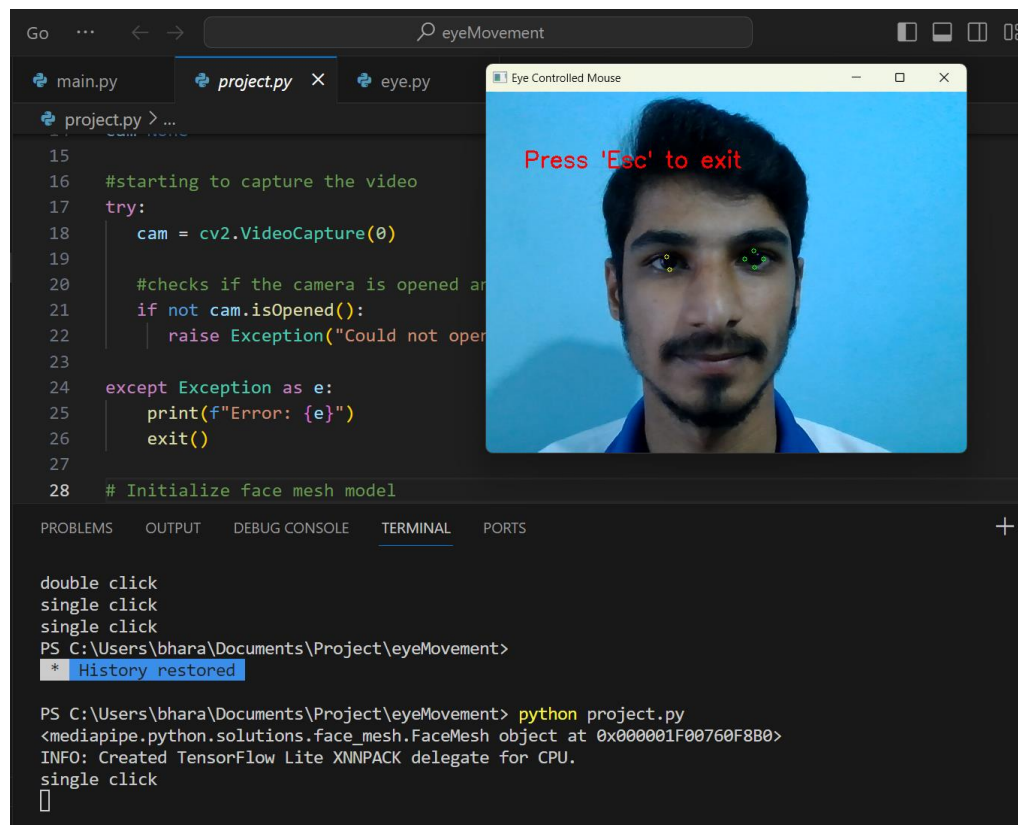 Go ··· ← → eyeMovement
main.py project.py × eye.py
project.py > ...
15
16 #starting to capture the video
17 try:
18 cam = cv2.VideoCapture(0)
19
20 #checks if the camera is opened
21 if not cam.isOpened():
22 raise Exception("Could not open
23
24 except Exception as e:
25 print(f"Error: {e}")
26 exit()
27
28 # Initialize face mesh model
Eye Controlled Mouse
Press 'Esc' to exit
PROBLEMS OUTPUT DEBUG CONSOLE TERMINAL PORTS
double click
single click
single click
PS C:\Users\bhara\Documents\Project\eyeMovement>
* History restored
PS C:\Users\bhara\Documents\Project\eyeMovement> python project.py
<mediapipe.python.solutions.face_mesh.FaceMesh object at 0x000001F00760F8B0>
INFO: Created TensorFlow Lite XNNPACK delegate for CPU.
single click